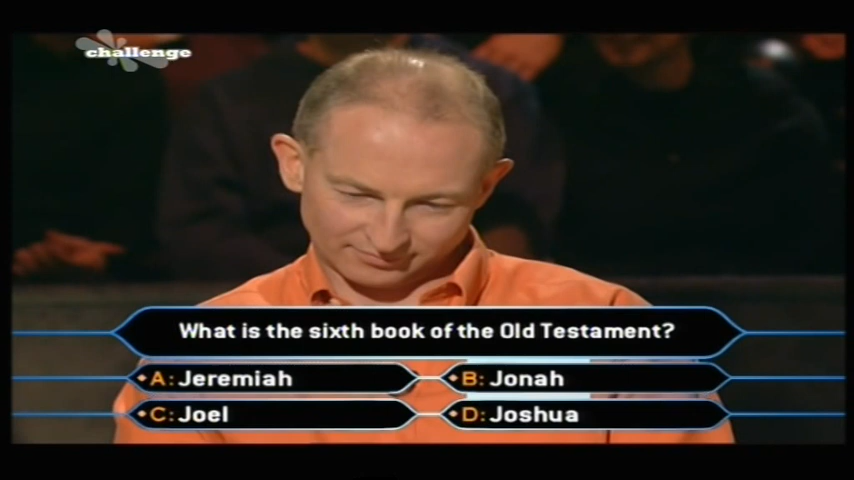 challenge
What is the sixth book of the Old Testament?
A: Jeremiah
B: Jonah
C: Joel
D: Joshua